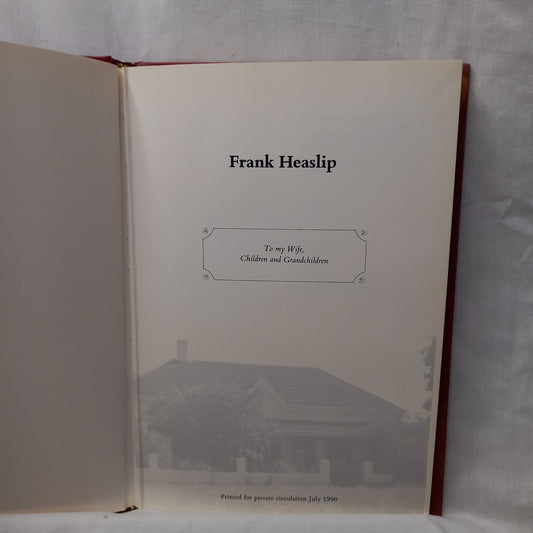 Frank Heaslip
To my Wife,
Children and Grandchildren
Printed for private circulation July 1990